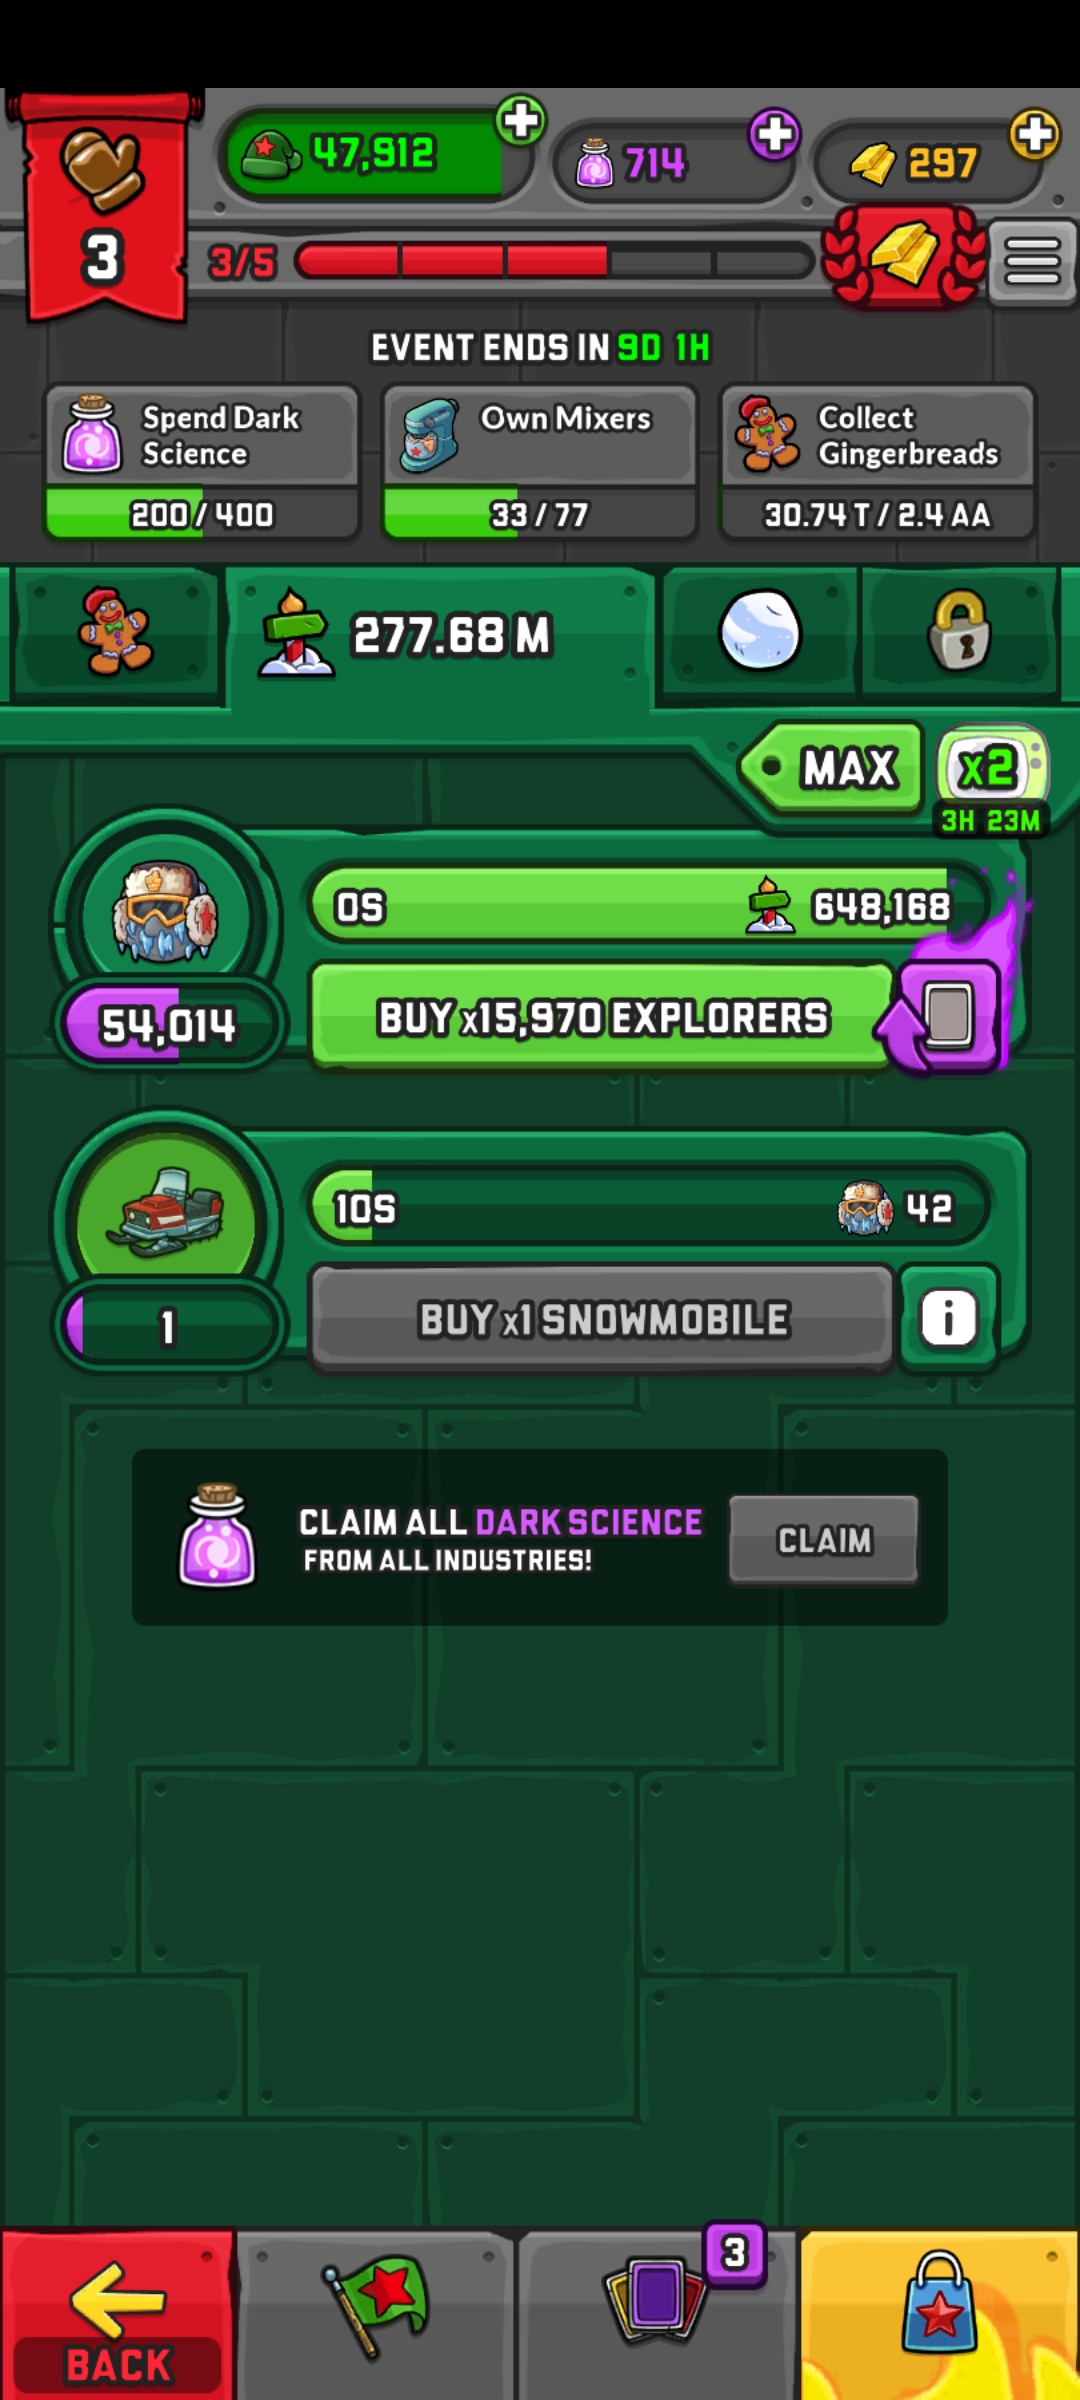 47,912
714
297
3
3/5
EVENT ENDS IN 9D 1H
Spend Dark
Science
200 / 400
Own Mixers
33 / 77
Collect
Gingerbreads
30.74 T / 2.4 AA
277.68 M
MAX
x2
3H 23M
0S
648,168
54,014
BUY x15,970 EXPLORERS
10S
42
1
BUY x1 SNOWMOBILE
i
CLAIM ALL DARK SCIENCE
FROM ALL INDUSTRIES!
CLAIM
3
BACK